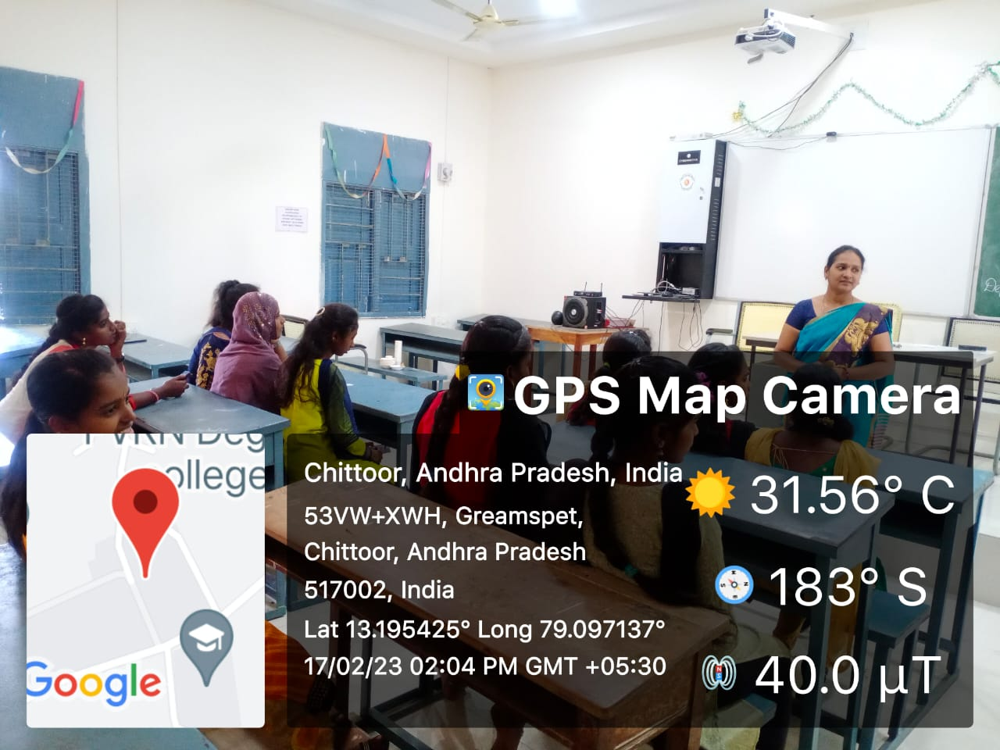 GPS Map Camera
PVKN Deg
ollege
Google
Chittoor, Andhra Pradesh, India
53VW+XWH, Greamspet,
Chittoor, Andhra Pradesh
517002, India
Lat 13.195425° Long 79.097137°
17/02/23 02:04 PM GMT +05:30
31.56° C
183° S
40.0 µT
De